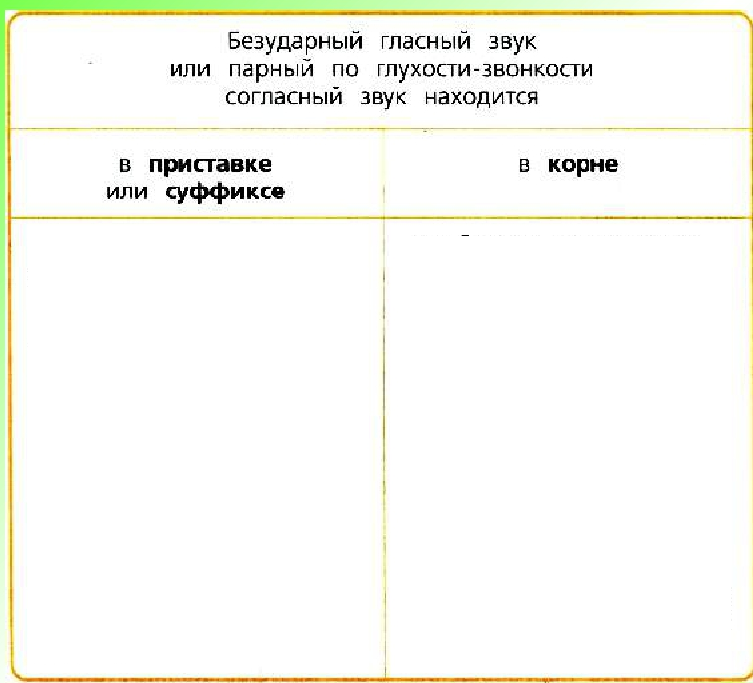 Безударный гласный звук
или парный по глухости-звонкости
согласный звук находится
в приставке
или суффиксе
в корне